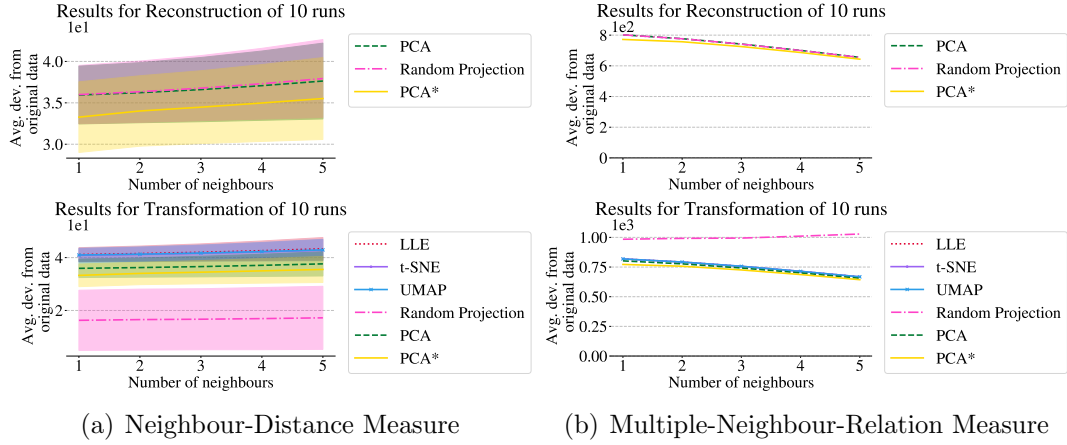 Results for Reconstruction of 10 runs
1e1
4.0
3.5
3.0
Avg. dev. from
original data
1 2 3 4 5
Number of neighbours
PCA
Random Projection
PCA*
Results for Transformation of 10 runs
1e1
4
2
Avg. dev. from
original data
1 2 3 4 5
Number of neighbours
LLE
t-SNE
UMAP
Random Projection
PCA
PCA*
(a) Neighbour-Distance Measure
Results for Reconstruction of 10 runs
1e2
8
6
4
2
0
Avg. dev. from
original data
1 2 3 4 5
Number of neighbours
PCA
Random Projection
PCA*
Results for Transformation of 10 runs
1e3
1.00
0.75
0.50
0.25
0.00
Avg. dev. from
original data
1 2 3 4 5
Number of neighbours
LLE
t-SNE
UMAP
Random Projection
PCA
PCA*
(b) Multiple-Neighbour-Relation Measure